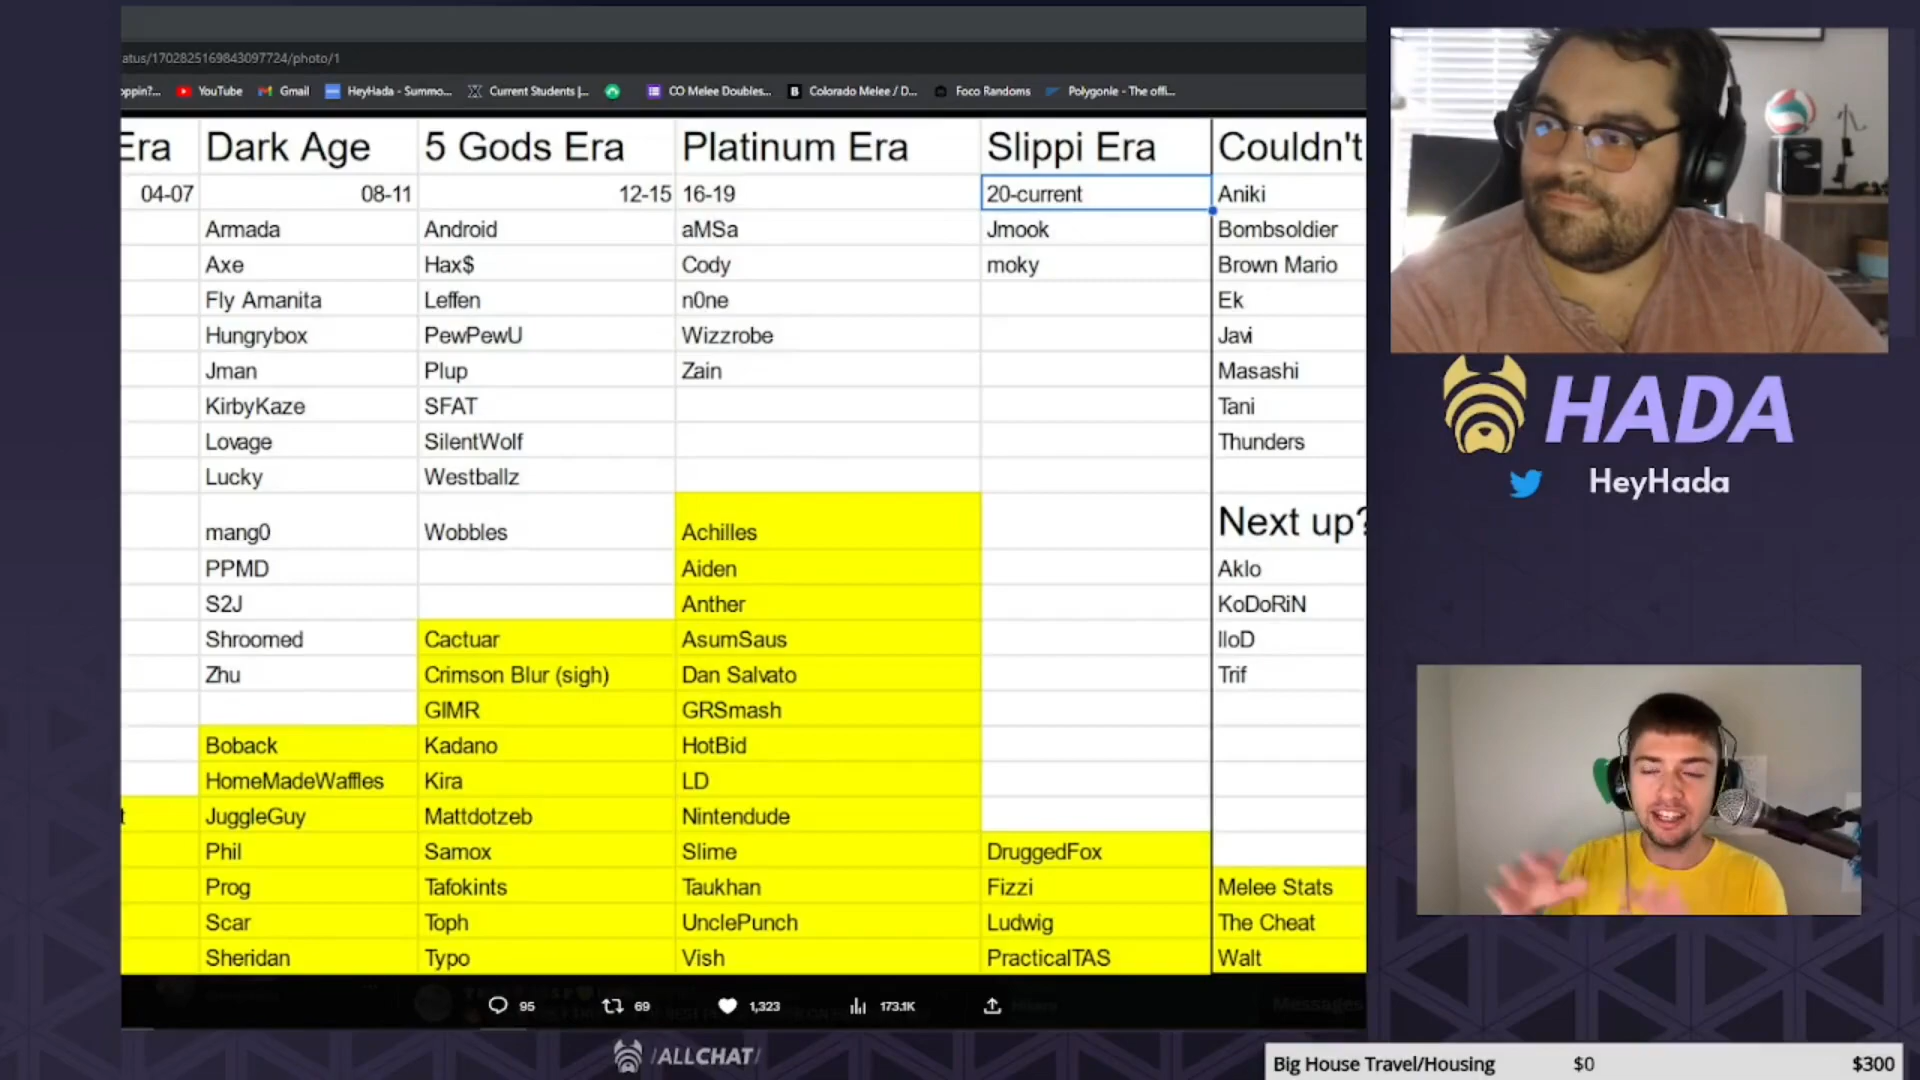 atus/1702825169843097724/photo/1
oppin?... YouTube Gmail HeyHada - Summo... Current Students |... CO Melee Doubles... Colorado Melee / D... Foco Randoms Polygonle - The offi...
Era Dark Age 5 Gods Era Platinum Era Slippi Era Couldn't
04-07 08-11 12-15 16-19 20-current Aniki
Armada Android aMSa Jmook Bombsoldier
Axe Hax$ Cody moky Brown Mario
Fly Amanita Leffen n0ne Ek
Hungrybox PewPewU Wizzrobe Javi
Jman Plup Zain Masashi
KirbyKaze SFAT Tani
Lovage SilentWolf Thunders
Lucky Westballz
Next up?
mang0 Wobbles Achilles
PPMD Aiden Aklo
S2J Anther KoDoRiN
Shroomed Cactuar AsumSaus lloD
Zhu Crimson Blur (sigh) Dan Salvato Trif
GIMR GRSmash
Boback Kadano HotBid
HomeMadeWaffles Kira LD
t JuggleGuy Mattdotzeb Nintendude
Phil Samox Slime DruggedFox
Prog Tafokints Taukhan Fizzi Melee Stats
Scar Toph UnclePunch Ludwig The Cheat
Sheridan Typo Vish PracticalTAS Walt
95 69 1,323 173.1K
Messages
/ALLCHAT/
HADA
HeyHada
Big House Travel/Housing $0 $300